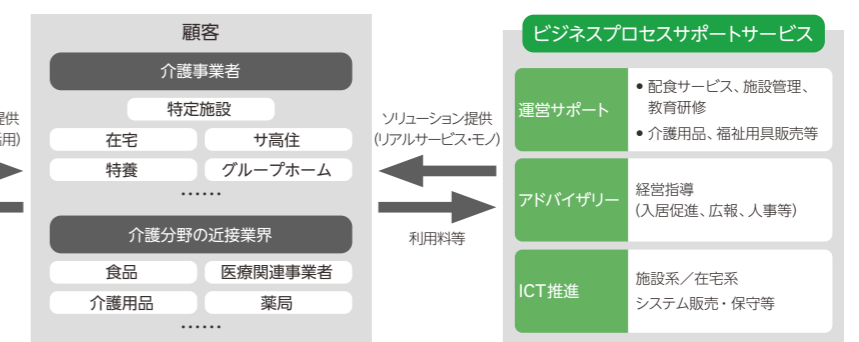 顧客
介護事業者
特定施設
在宅
サ高住
特養
グループホーム
……
介護分野の近接業界
食品
医療関連事業者
介護用品
薬局
……
提供
用)
ソリューション提供
(リアルサービス・モノ)
利用料等
ビジネスプロセスサポートサービス
運営サポート
• 配食サービス、施設管理、
教育研修
• 介護用品、福祉用具販売等
アドバイザリー
経営指導
(入居促進、広報、人事等)
ICT推進
施設系／在宅系
システム販売・保守等